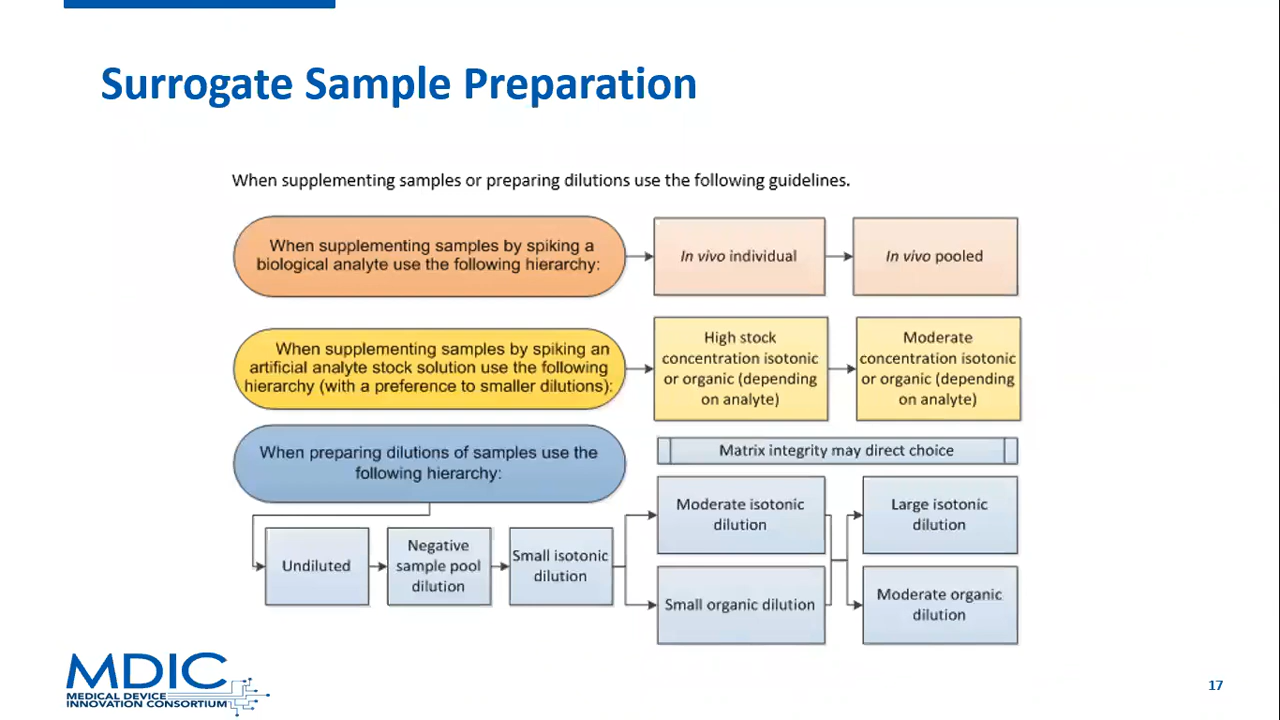 Surrogate Sample Preparation
When supplementing samples or preparing dilutions use the following guidelines.
When supplementing samples by spiking a
biological analyte use the following hierarchy:
In vivo individual
In vivo pooled
When supplementing samples by spiking an
artificial analyte stock solution use the following
hierarchy (with a preference to smaller dilutions):
High stock
concentration isotonic
or organic (depending
on analyte)
Moderate
concentration isotonic
or organic (depending
on analyte)
When preparing dilutions of samples use the
following hierarchy:
Matrix integrity may direct choice
Undiluted
Negative
sample pool
dilution
Small isotonic
dilution
Moderate isotonic
dilution
Small organic dilution
Large isotonic
dilution
Moderate organic
dilution
MDIC
MEDICAL DEVICE
INNOVATION CONSORTIUM
17